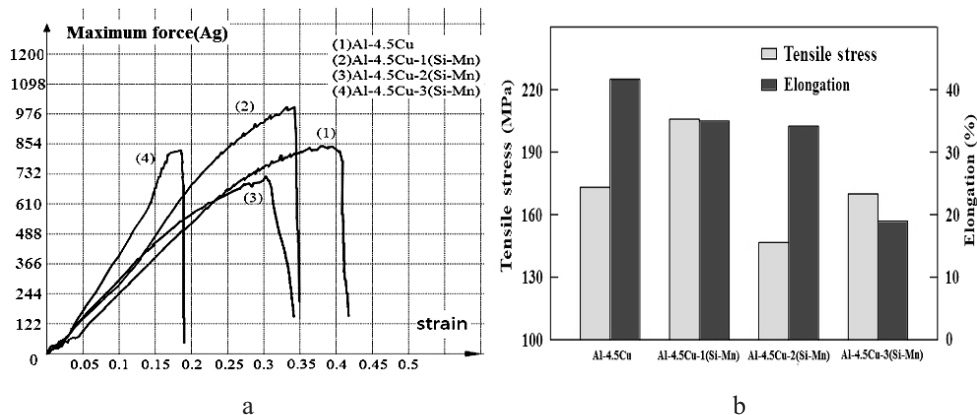 Maximum force(Ag)
(1)Al-4.5Cu
(2)Al-4.5Cu-1(Si-Mn)
(3)Al-4.5Cu-2(Si-Mn)
(4)Al-4.5Cu-3(Si-Mn)
1200
1098
976
854
732
610
488
366
244
122
0
(2)
(1)
(4)
(3)
strain
0.05 0.1 0.15 0.2 0.25 0.3 0.35 0.4 0.45 0.5
a
Tensile stress
Elongation
Tensile stress (MPa)
220
190
160
130
100
Elongation (%)
40
30
20
10
0
Al-4.5Cu Al-4.5Cu-1(Si-Mn) Al-4.5Cu-2(Si-Mn) Al-4.5Cu-3(Si-Mn)
b